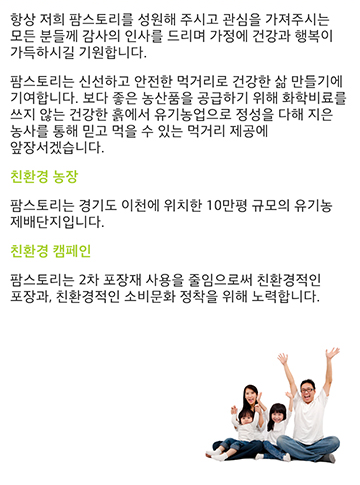 항상 저희 팜스토리를 성원해 주시고 관심을 가져주시는
모든 분들께 감사의 인사를 드리며 가정에 건강과 행복이
가득하시길 기원합니다.
팜스토리는 신선하고 안전한 먹거리로 건강한 삶 만들기에
기여합니다. 보다 좋은 농산품을 공급하기 위해 화학비료를
쓰지 않는 건강한 흙에서 유기농업으로 정성을 다해 지은
농사를 통해 믿고 먹을 수 있는 먹거리 제공에
앞장서겠습니다.
친환경 농장
팜스토리는 경기도 이천에 위치한 10만평 규모의 유기농
제배단지입니다.
친환경 캠페인
팜스토리는 2차 포장재 사용을 줄임으로써 친환경적인
포장과, 친환경적인 소비문화 정착을 위해 노력합니다.